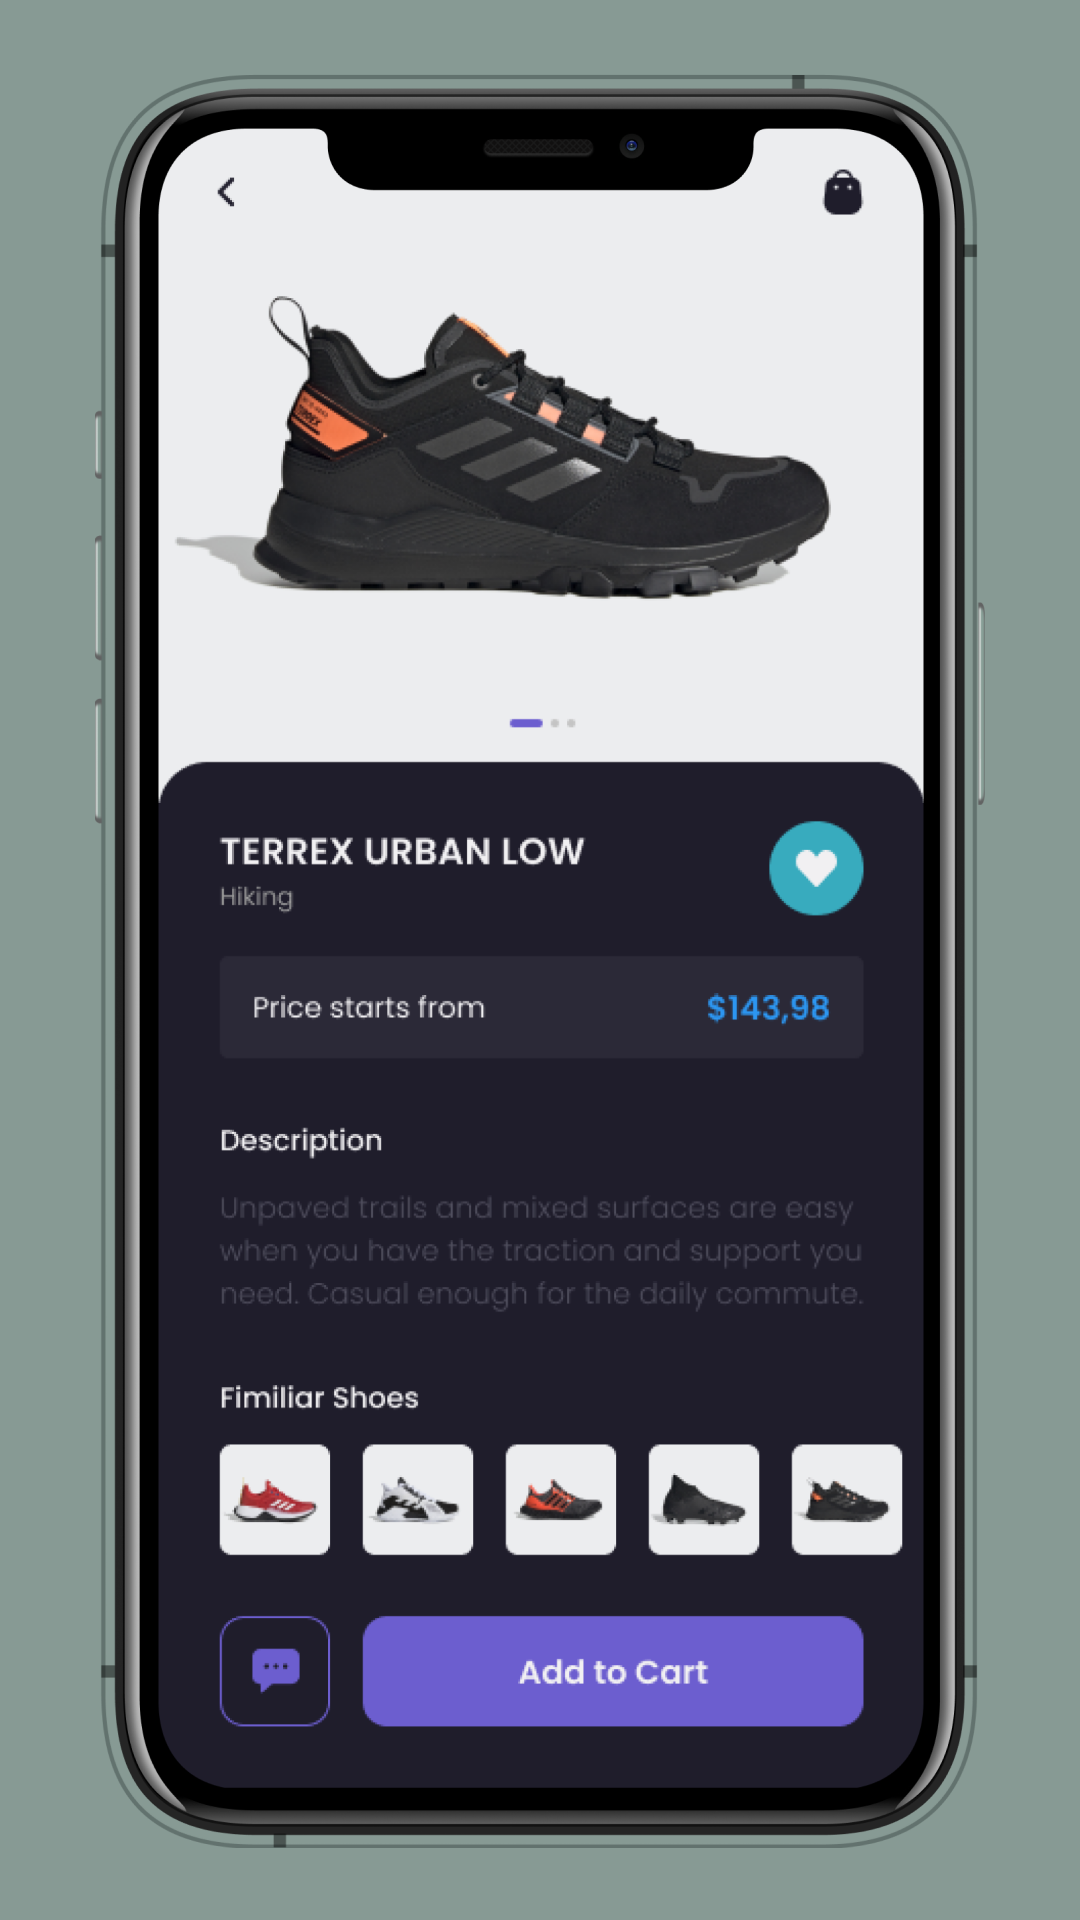 TERREX URBAN LOW
Hiking
Price starts from
$143,98
Description
Unpaved trails and mixed surfaces are easy
when you have the traction and support you
need. Casual enough for the daily commute.
Fimiliar Shoes
Add to Cart